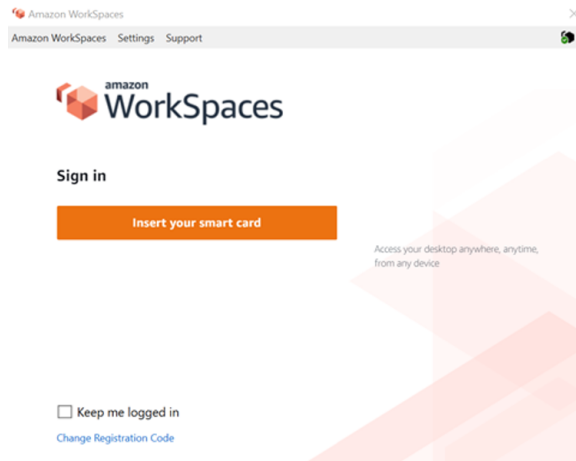 Amazon WorkSpaces
Amazon WorkSpaces Settings Support
amazon
WorkSpaces
Sign in
Insert your smart card
Access your desktop anywhere, anytime,
from any device
Keep me logged in
Change Registration Code